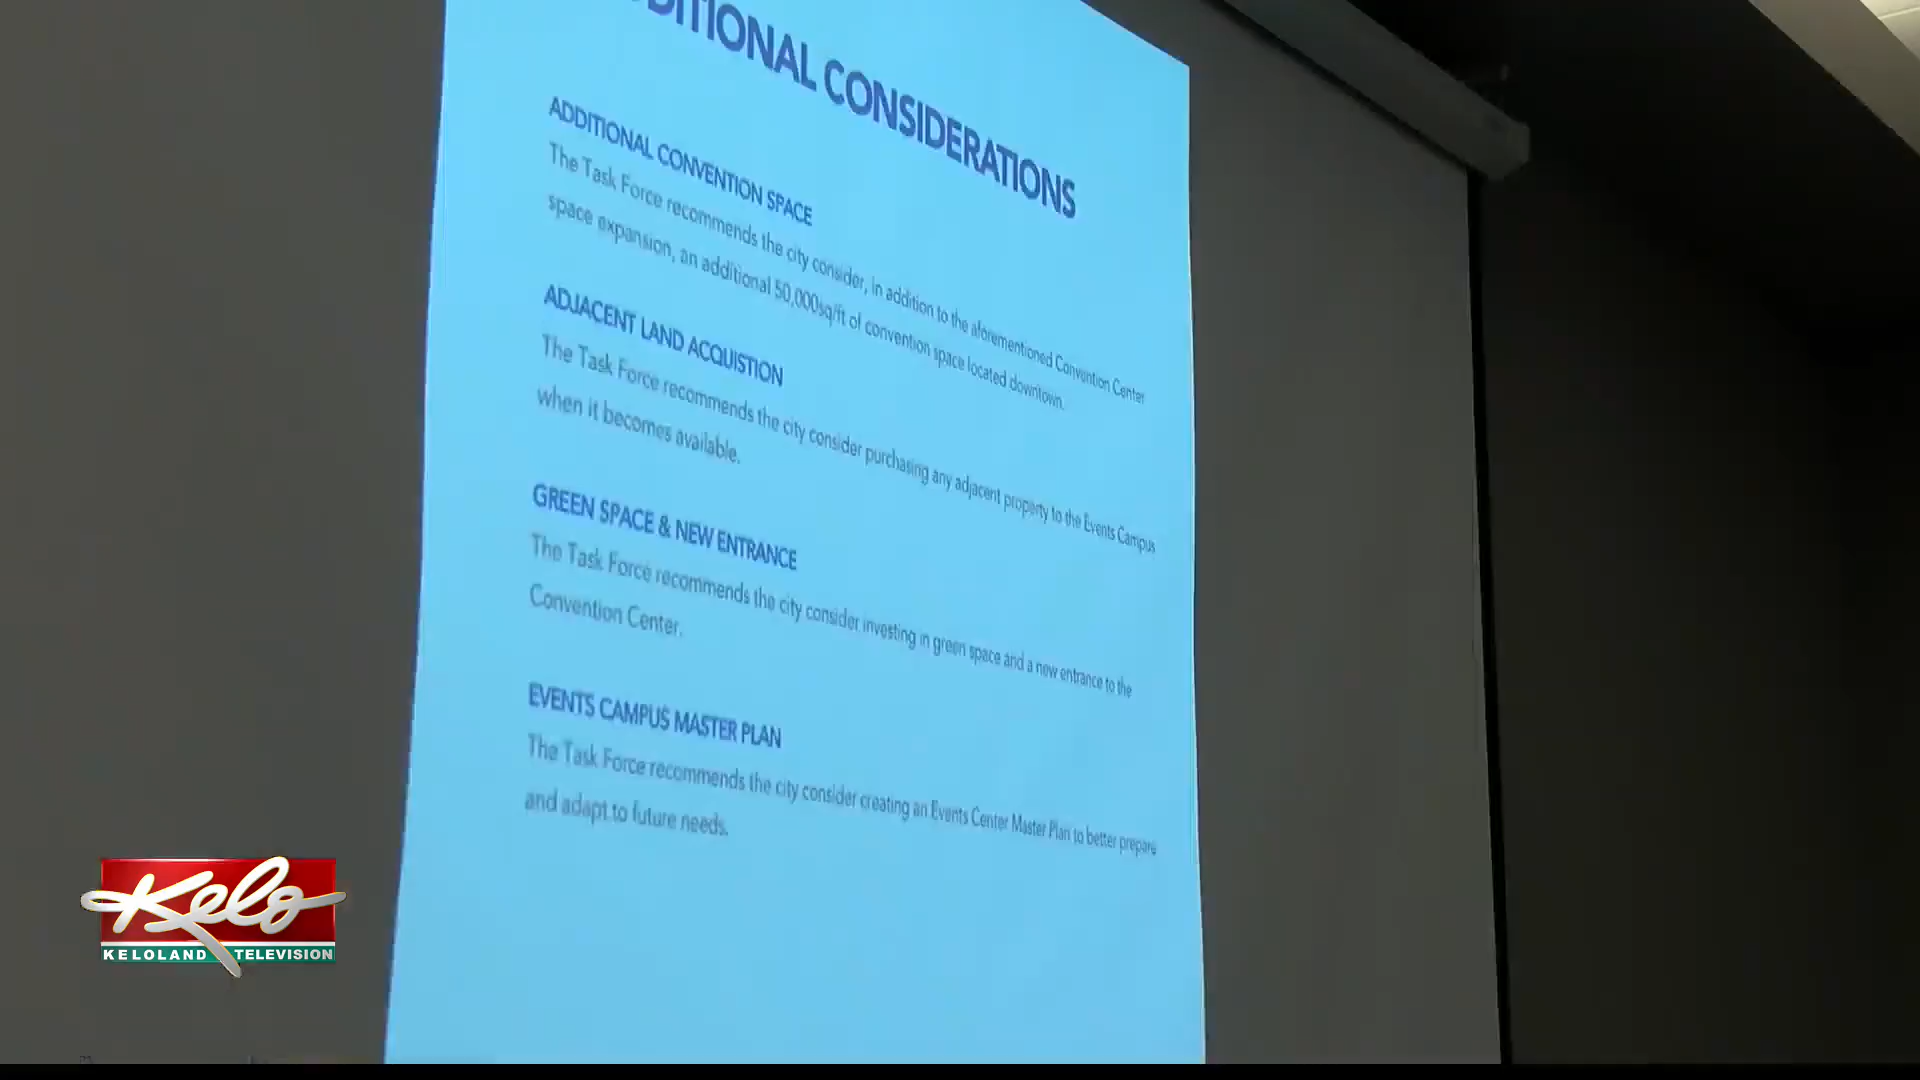 DITIONAL CONSIDERATIONS
ADDITIONAL CONVENTION SPACE
The Task Force recommends the city consider, in addition to the aforementioned Convention Center
space expansion, an additional 50,000sq/ft of convention space located downtown.
ADJACENT LAND ACQUISTION
The Task Force recommends the city consider purchasing any adjacent property to the Events Campus
when it becomes available.
GREEN SPACE & NEW ENTRANCE
The Task Force recommends the city consider investing in green space and a new entrance to the
Convention Center.
EVENTS CAMPUS MASTER PLAN
The Task Force recommends the city consider creating an Events Center Master Plan to better prepare
and adapt to future needs.
Kelo
KELOLAND TELEVISION